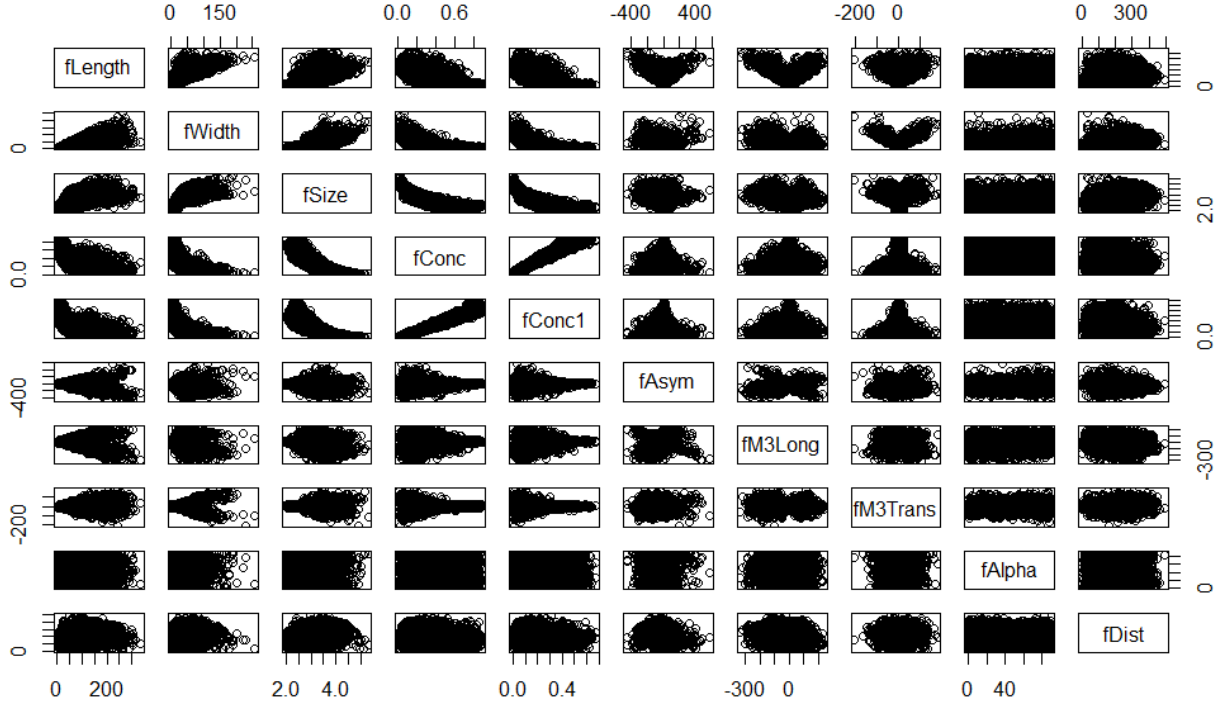 0 150 0.0 0.6 -400 400 -200 0 0 300
fLength 0
0 fWidth
fSize 2.0
0.0 fConc
fConc1 0.0
-400 fAsym
fM3Long -300
-200 fM3Trans
fAlpha 0
0 fDist
0 200 2.0 4.0 0.0 0.4 -300 0 0 40